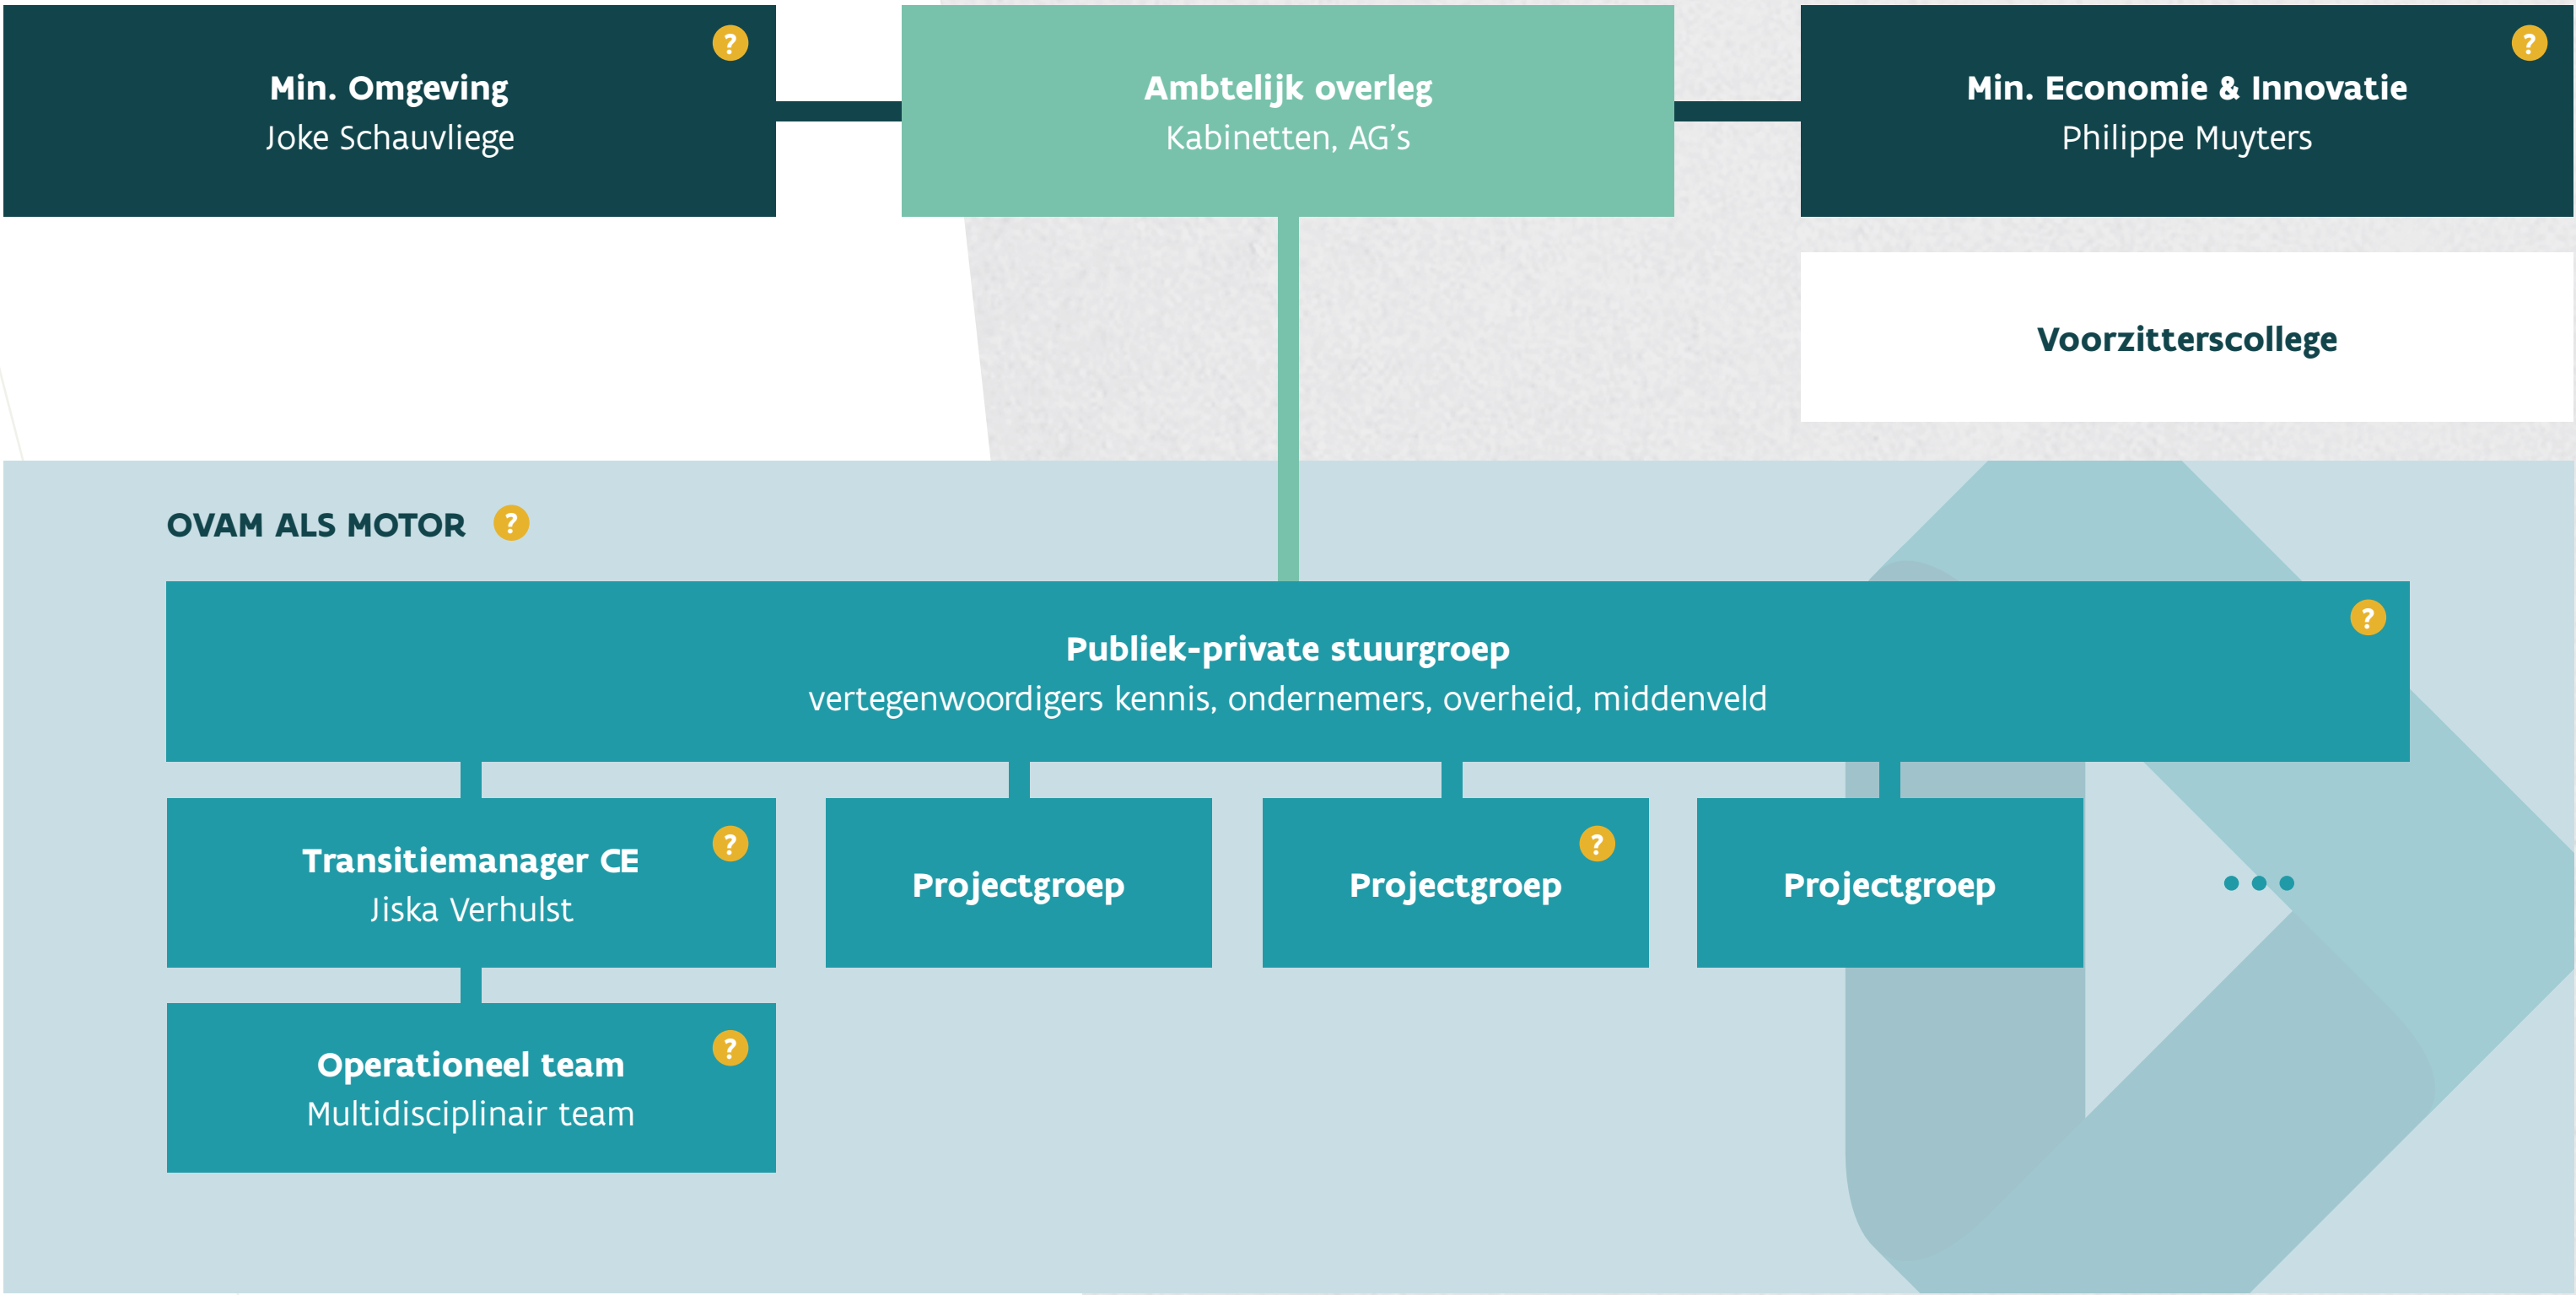 ?
Min. Omgeving
Joke Schauvliege
Ambtelijk overleg
Kabinetten, AG's
?
Min. Economie & Innovatie
Philippe Muyters
Voorzitterscollege
OVAM ALS MOTOR ?
?
Publiek-private stuurgroep
vertegenwoordigers kennis, ondernemers, overheid, middenveld
?
Transitiemanager CE
Jiska Verhulst
Projectgroep
?
Projectgroep
Projectgroep
...
?
Operationeel team
Multidisciplinair team